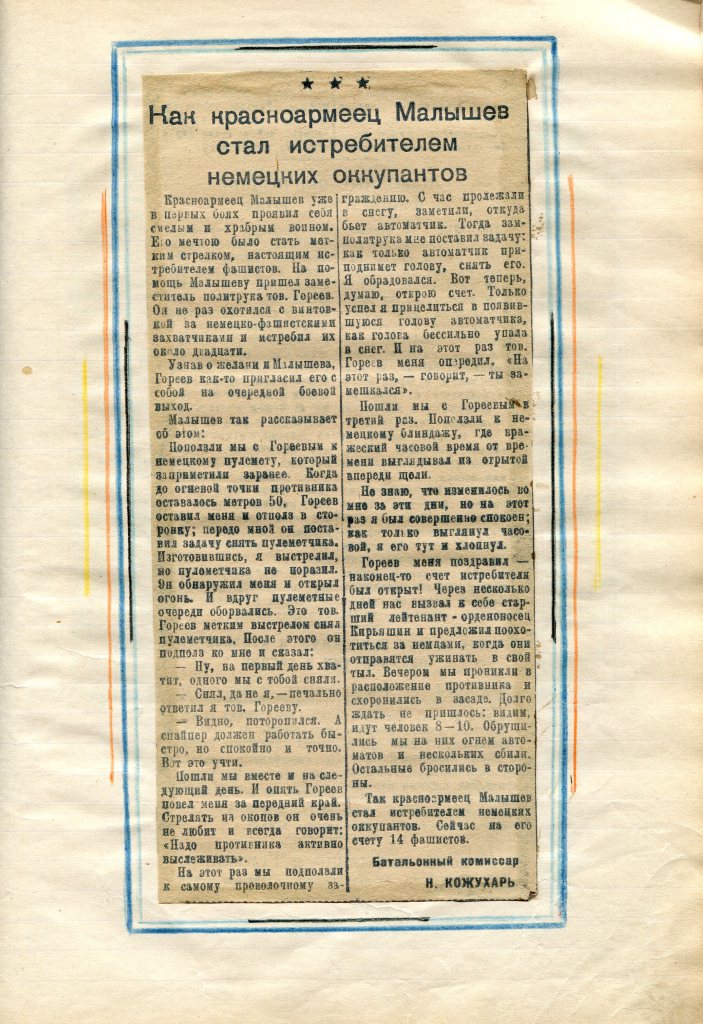 ★ ★ ★
Как красноармеец Малышев
стал истребителем
немецких оккупантов
Красноармеец Малышев уже
в первых боях проявил себя
смелым и храбрым воином.
Его мечтою было стать мет-
ким стрелком, настоящим ис-
требителем фашистов. На по-
мощь Малышеву пришел заме-
ститель политрука тов. Гореев.
Он не раз охотился с винтов-
кой за немецко-фашистскими
захватчиками и истребил их
около двадцати.
Узнав о желании Малышева,
Гореев как-то пригласил его с
собой на очередной боевой
выход.
Малышев так рассказывает
об этом:
Поползли мы с Гореевым к
немецкому пулемету, который
заприметили заранее. Когда
до огневой точки противника
оставалось метров 50, Гореев
оставил меня и отполз в сто-
ронку; передо мной он поста-
вил задачу снять пулеметчика.
Изготовившись, я выстрелил,
но пулеметчика не поразил.
Он обнаружил меня и открыл
огонь. И вдруг пулеметные
очереди оборвались. Это тов.
Гореев метким выстрелом снял
пулеметчика. После этого он
подполз ко мне и сказал:
— Ну, на первый день хва-
тит, одного мы с тобой сняли.
— Снял, да не я, — печально
ответил я тов. Горееву.
— Видно, поторопился. А
снайпер должен работать бы-
стро, но спокойно и точно.
Вот это учти.
Пошли мы вместе и на сле-
дующий день. И опять Гореев
повел меня за передний край.
Стрелять из окопов он очень
не любит и всегда говорит:
«Надо противника активно
выслеживать».
На этот раз мы подползли
к самому проволочному за-
граждению. С час пролежали
в снегу, заметили, откуда
бьет автоматчик. Тогда зам-
политрука мне поставил задачу:
как только автоматчик при-
поднимет голову, снять его.
Я обрадовался. Вот теперь,
думаю, открою счет. Только
успел я прицелиться в появив-
шуюся голову автоматчика,
как голова бессильно упала
в снег. И на этот раз тов.
Гореев меня опередил. «На
этот раз, — говорит, — ты за-
мешкался».
Пошли мы с Гореевым в
третий раз. Поползли к не-
мецкому блиндажу, где вра-
жеский часовой время от вре-
мени выглядывал из отрытой
впереди щели.
Не знаю, что изменилось во
мне за эти дни, но на этот
раз я был совершенно спокоен;
как только выглянул часо-
вой, я его тут и хлопнул.
Гореев меня поздравил —
наконец-то счет истребителя
был открыт! Через несколько
дней нас вызвал к себе стар-
ший лейтенант - орденоносец
Кирьяшин и предложил поохо-
титься за немцами, когда они
отправятся ужинать в свой
тыл. Вечером мы проникли в
расположение противника и
схоронились в засаде. Долго
ждать не пришлось: видим,
идут человек 8—10. Обруши-
лись мы на них огнем авто-
матов и нескольких сбили.
Остальные бросились в сторо-
ны.
Так красноармеец Малышев
стал истребителем немецких
оккупантов. Сейчас на его
счету 14 фашистов.
Батальонный комиссар
Н. КОЖУХАРЬ